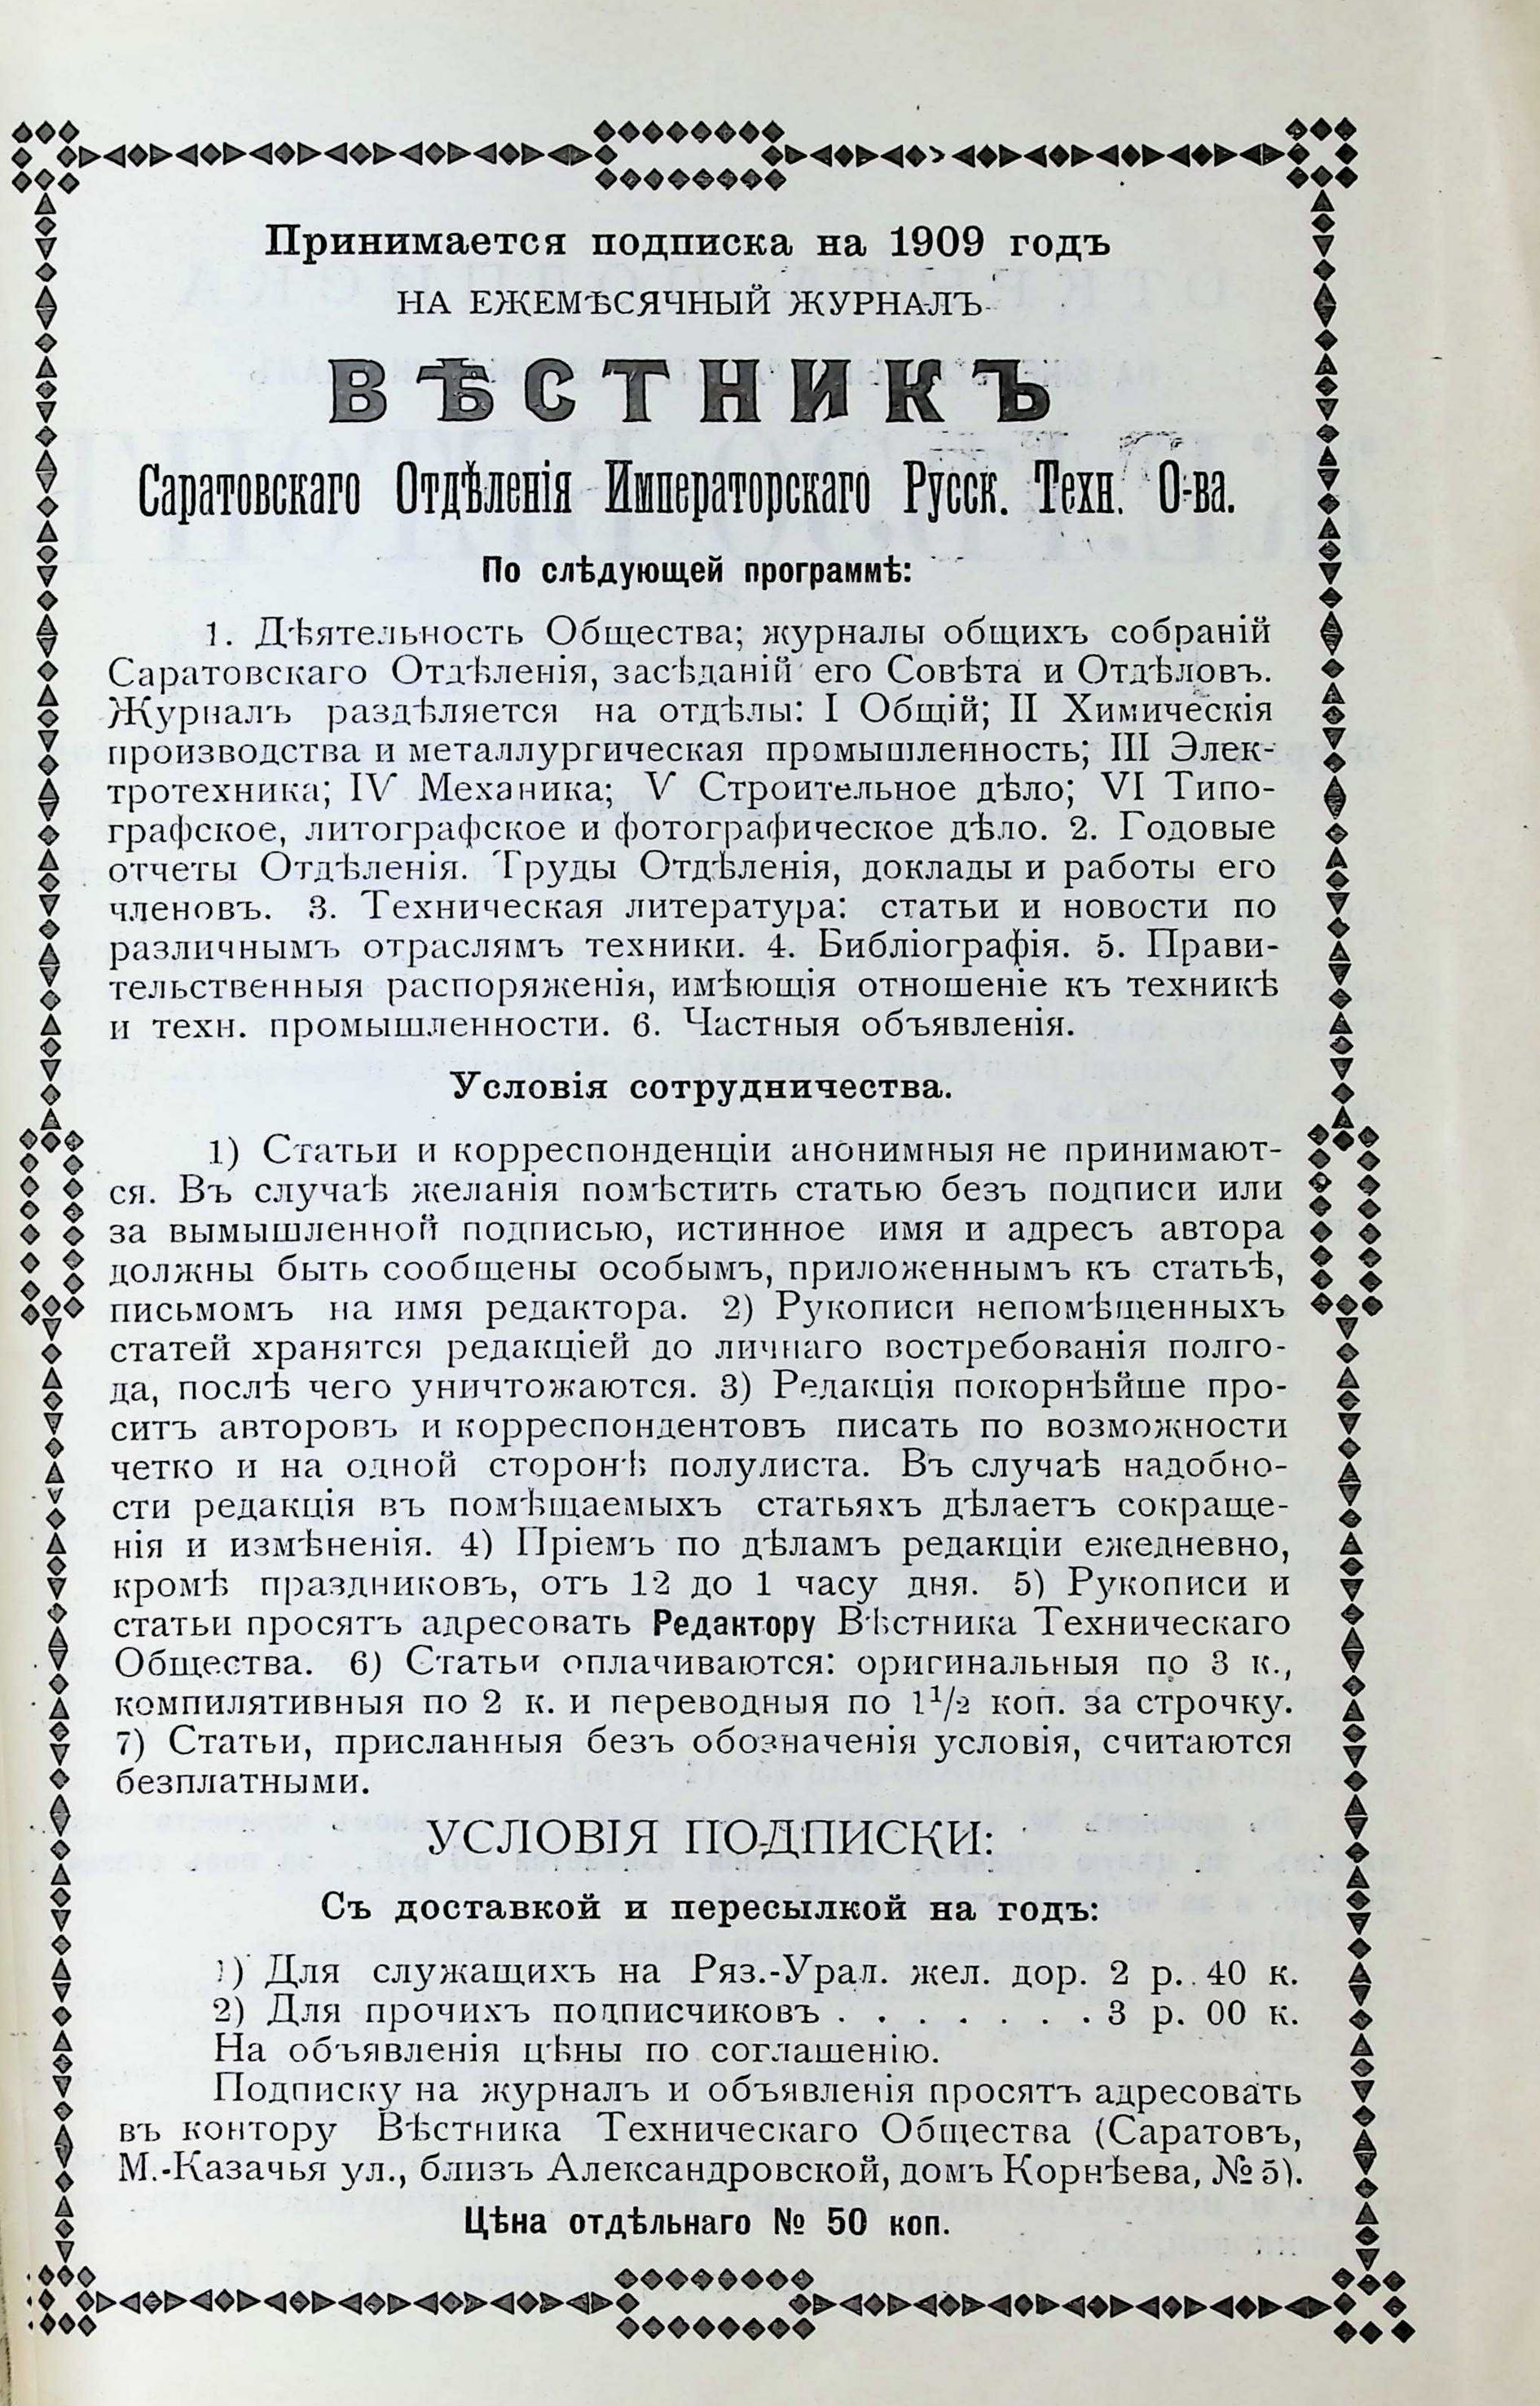 Принимается подписка на 1909 годъ
НА ЕЖЕМѢСЯЧНЫЙ ЖУРНАЛЪ
ВѢСТНИКЪ
Саратовскаго Отдѣленія Императорскаго Русск. Техн. О-ва.
По слѣдующей программѣ:
1. Дѣятельность Общества; журналы общихъ собраній
Саратовскаго Отдѣленія, засѣданій его Совѣта и Отдѣловъ.
Журналъ раздѣляется на отдѣлы: I Общій; II Химическія
производства и металлургическая промышленность; III Элек-
тротехника; IV Механика; V Строительное дѣло; VI Типо-
графское, литографское и фотографическое дѣло. 2. Годовые
отчеты Отдѣленія. Труды Отдѣленія, доклады и работы его
членовъ. 3. Техническая литература: статьи и новости по
различнымъ отраслямъ техники. 4. Библіографія. 5. Прави-
тельственныя распоряженія, имѣющія отношеніе къ техникѣ
и техн. промышленности. 6. Частныя объявленія.
Условія сотрудничества.
1) Статьи и корреспонденціи анонимныя не принимают-
ся. Въ случаѣ желанія помѣстить статью безъ подписи или
за вымышленной подписью, истинное имя и адресъ автора
должны быть сообщены особымъ, приложеннымъ къ статьѣ,
письмомъ на имя редактора. 2) Рукописи непомѣщенныхъ
статей хранятся редакціей до личнаго востребованія полго-
да, послѣ чего уничтожаются. 3) Редакція покорнѣйше про-
ситъ авторовъ и корреспондентовъ писать по возможности
четко и на одной сторонѣ полулиста. Въ случаѣ надобно-
сти редакція въ помѣщаемыхъ статьяхъ дѣлаетъ сокраще-
нія и измѣненія. 4) Пріемъ по дѣламъ редакціи ежедневно,
кромѣ праздниковъ, отъ 12 до 1 часу дня. 5) Рукописи и
статьи просятъ адресовать Редактору Вѣстника Техническаго
Общества. 6) Статьи оплачиваются: оригинальныя по 3 к.,
компилятивныя по 2 к. и переводныя по 1¹/₂ коп. за строчку.
7) Статьи, присланныя безъ обозначенія условія, считаются
безплатными.
УСЛОВІЯ ПОДПИСКИ:
Съ доставкой и пересылкой на годъ:
1) Для служащихъ на Ряз.-Урал. жел. дор. 2 р. 40 к.
2) Для прочихъ подписчиковъ . . . . . . . 3 р. 00 к.
На объявленія цѣны по соглашенію.
Подписку на журналъ и объявленія просятъ адресовать
въ контору Вѣстника Техническаго Общества (Саратовъ,
М.-Казачья ул., близъ Александровской, домъ Корнѣева, № 5).
Цѣна отдѣльнаго № 50 коп.